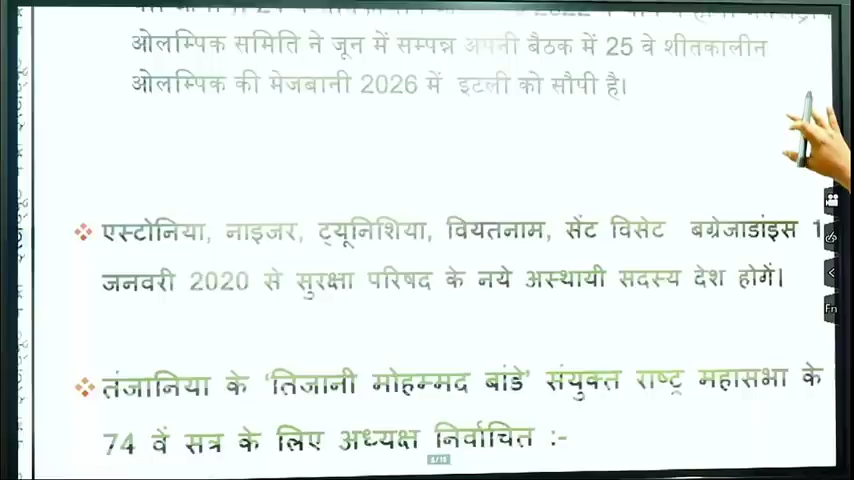 ओलम्पिक समिति ने जून में सम्पन्न अपनी बैठक में 25 वे शीतकालीन
ओलम्पिक की मेजबानी 2026 में इटली को सौपी है।
❖ एस्टोनिया, नाइजर, ट्यूनिशिया, वियतनाम, सेंट विसेट बग्रेजाडांइस 1
जनवरी 2020 से सुरक्षा परिषद के नये अस्थायी सदस्य देश होगें।
❖ तंजानिया के ‘तिजानी मोहम्मद बांडे’ संयुक्त राष्ट्र महासभा के
74 वें सत्र के लिए अध्यक्ष निर्वाचित :-
Fn